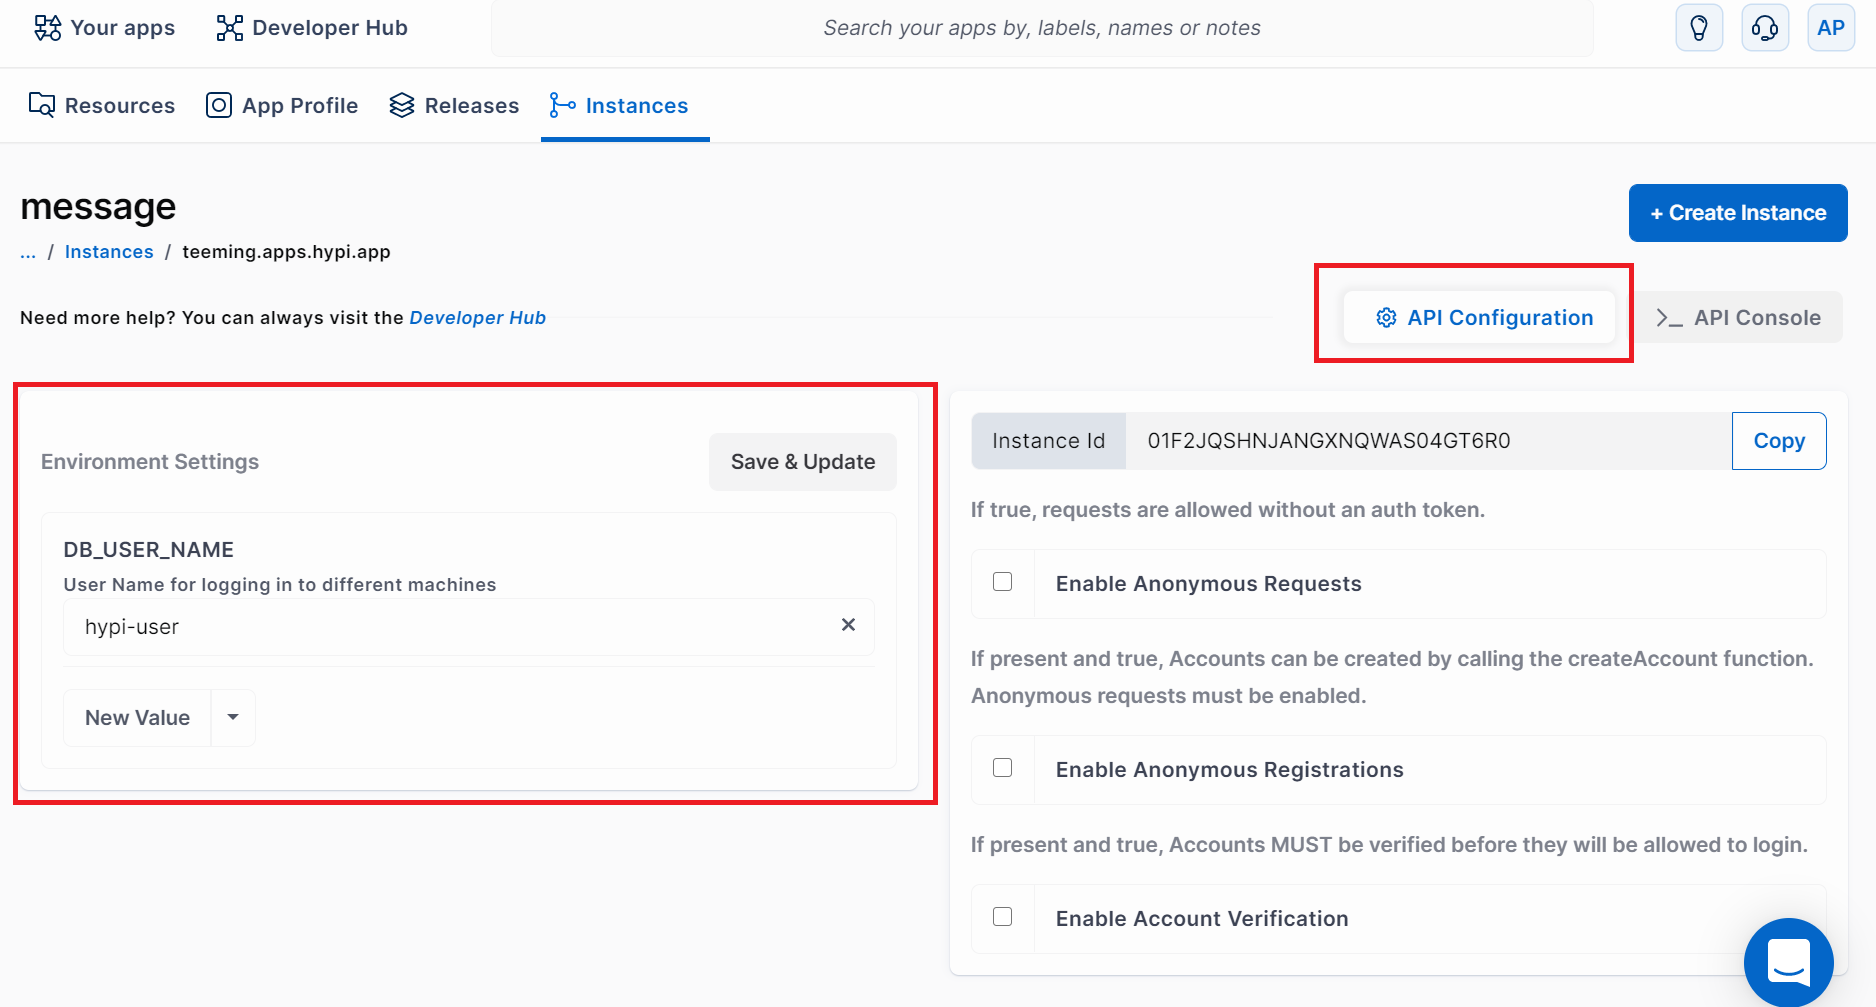 Your apps
Developer Hub
Search your apps by, labels, names or notes
AP
Resources
App Profile
Releases
Instances
message
+ Create Instance
... / Instances / teeming.apps.hypi.app
Need more help? You can always visit the Developer Hub
API Configuration
API Console
Environment Settings
Save & Update
DB_USER_NAME
User Name for logging in to different machines
hypi-user
New Value
Instance Id
01F2JQSHNJANGXNQWAS04GT6R0
Copy
If true, requests are allowed without an auth token.
Enable Anonymous Requests
If present and true, Accounts can be created by calling the createAccount function.
Anonymous requests must be enabled.
Enable Anonymous Registrations
If present and true, Accounts MUST be verified before they will be allowed to login.
Enable Account Verification